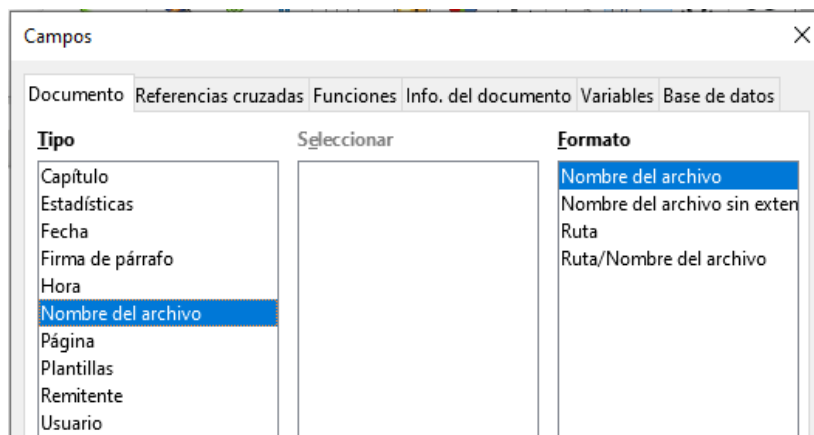 Campos
Documento Referencias cruzadas Funciones Info. del documento Variables Base de datos
Tipo
Capítulo
Estadísticas
Fecha
Firma de párrafo
Hora
Nombre del archivo
Página
Plantillas
Remitente
Usuario
Seleccionar
Formato
Nombre del archivo
Nombre del archivo sin exten
Ruta
Ruta/Nombre del archivo